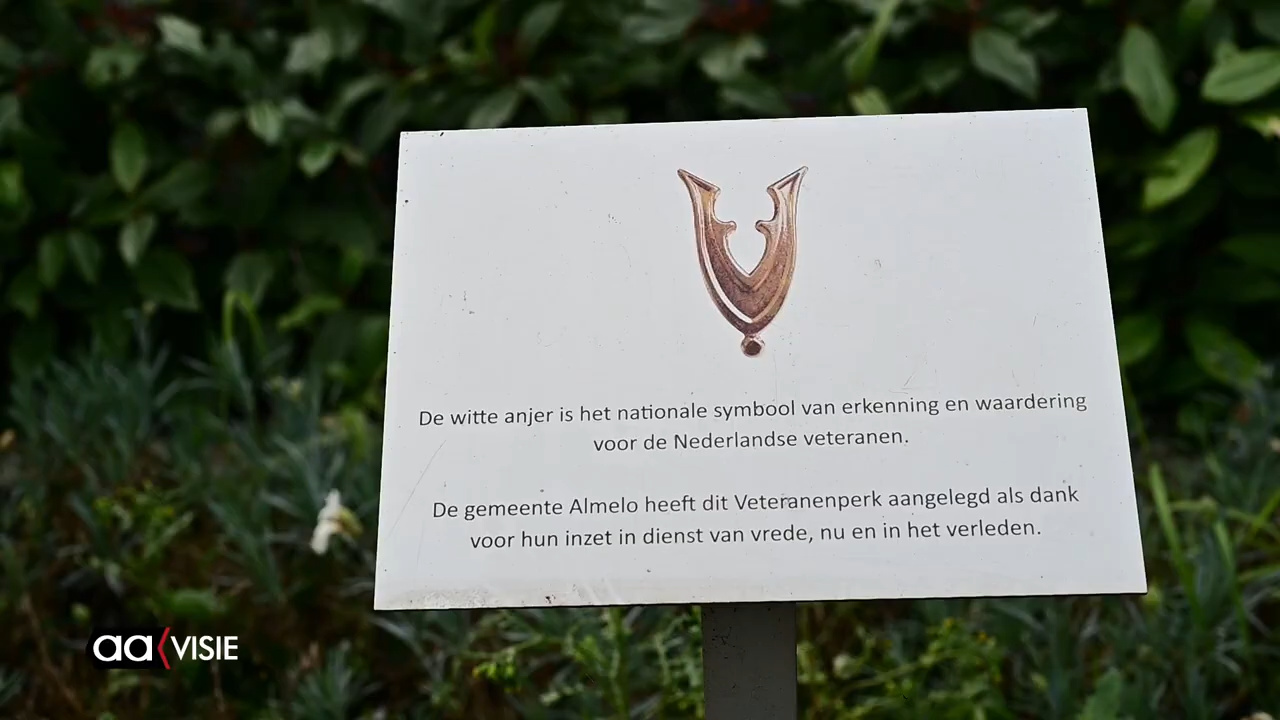 De witte anjer is het nationale symbool van erkenning en waardering
voor de Nederlandse veteranen.
De gemeente Almelo heeft dit Veteranenperk aangelegd als dank
voor hun inzet in dienst van vrede, nu en in het verleden.
aa VISIE